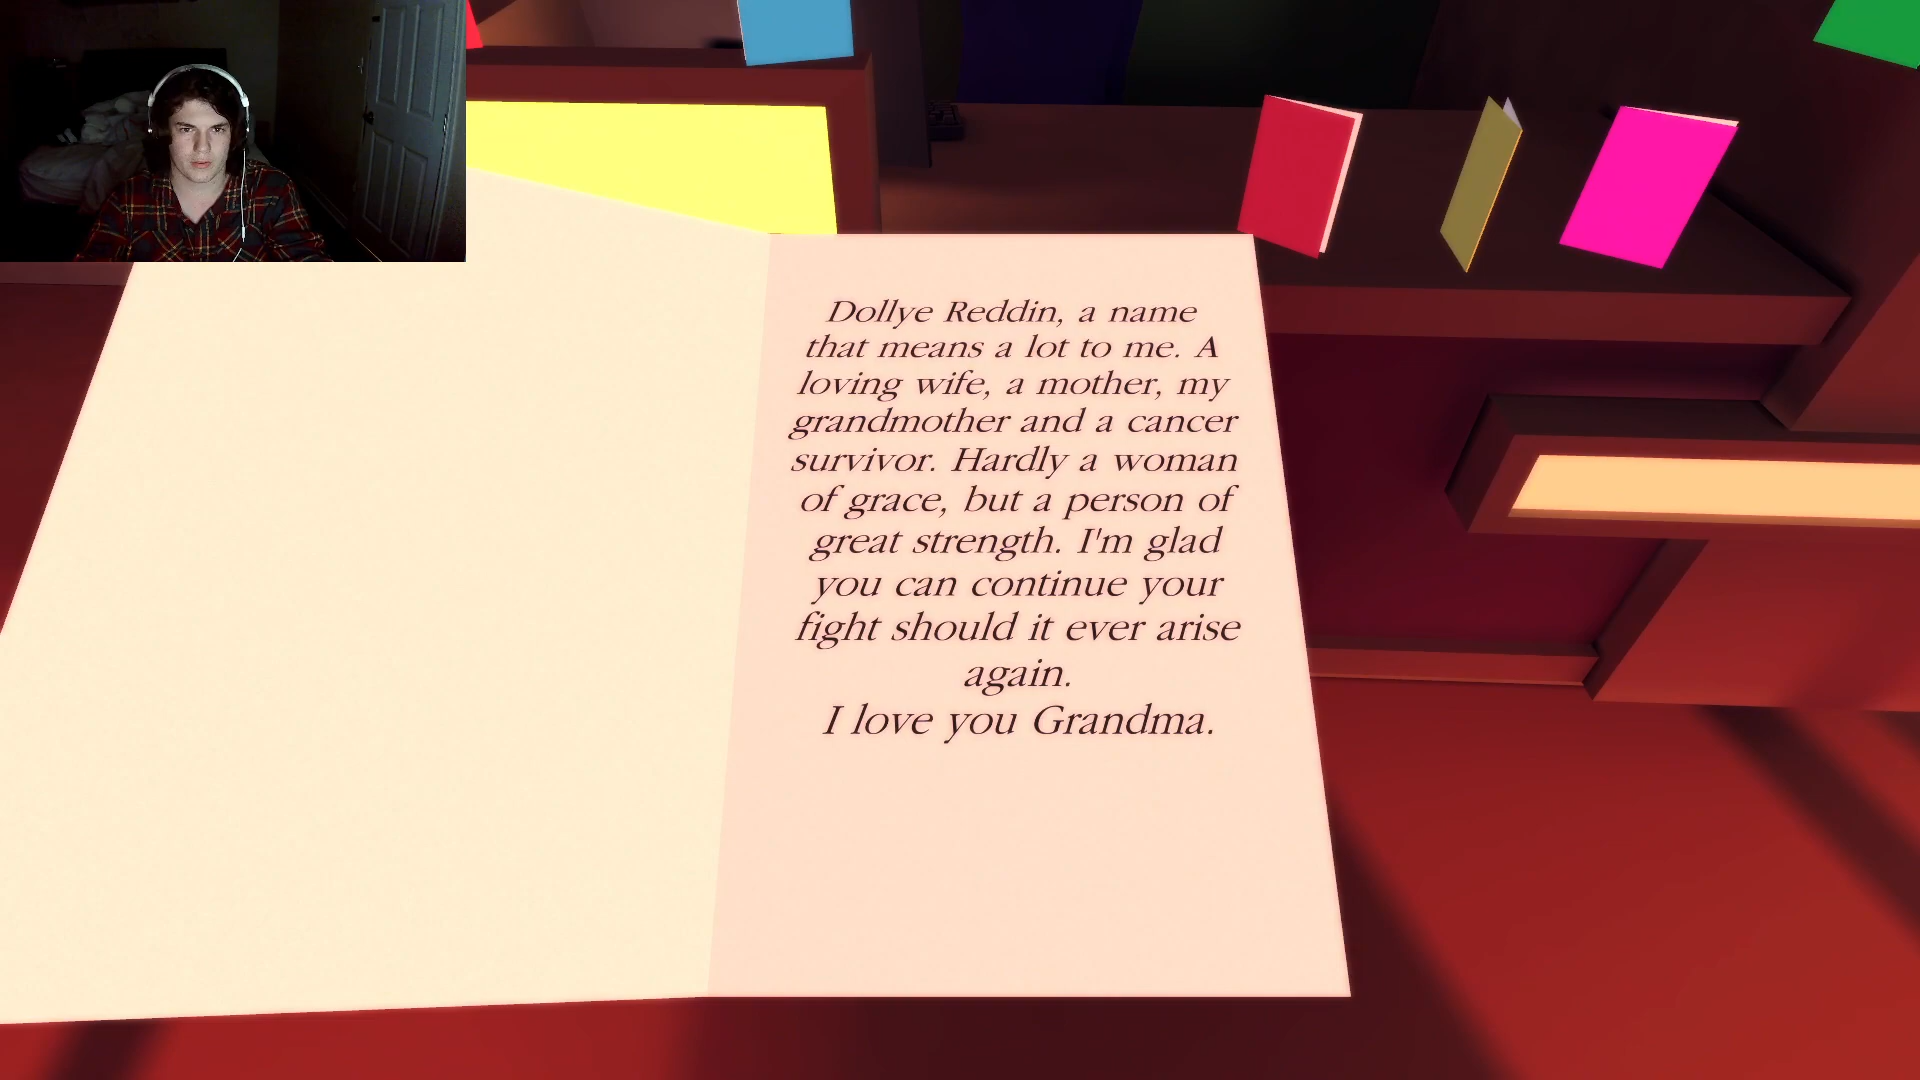 Dollye Reddin, a name
that means a lot to me. A
loving wife, a mother, my
grandmother and a cancer
survivor. Hardly a woman
of grace, but a person of
great strength. I'm glad
you can continue your
fight should it ever arise
again.
I love you Grandma.